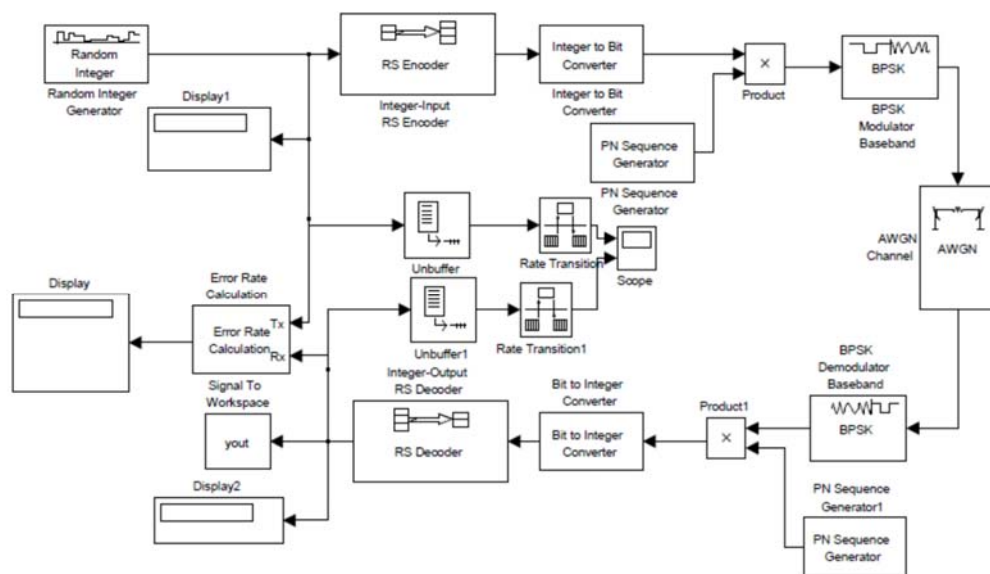 Random
Integer
Random Integer
Generator
RS Encoder
Integer-Input
RS Encoder
Integer to Bit
Converter
Integer to Bit
Converter
×
Product
BPSK
BPSK
Modulator
Baseband
Display1
PN Sequence
Generator
PN Sequence
Generator
AWGN
Channel
AWGN
Unbuffer
Rate Transition
Scope
Display
Error Rate
Calculation
Error Rate
Calculation
Tx
Rx
Unbuffer1
Rate Transition1
Signal To
Workspace
yout
Integer-Output
RS Decoder
RS Decoder
Bit to Integer
Converter
Bit to Integer
Converter
Product1
×
BPSK
Demodulator
Baseband
BPSK
Display2
PN Sequence
Generator1
PN Sequence
Generator